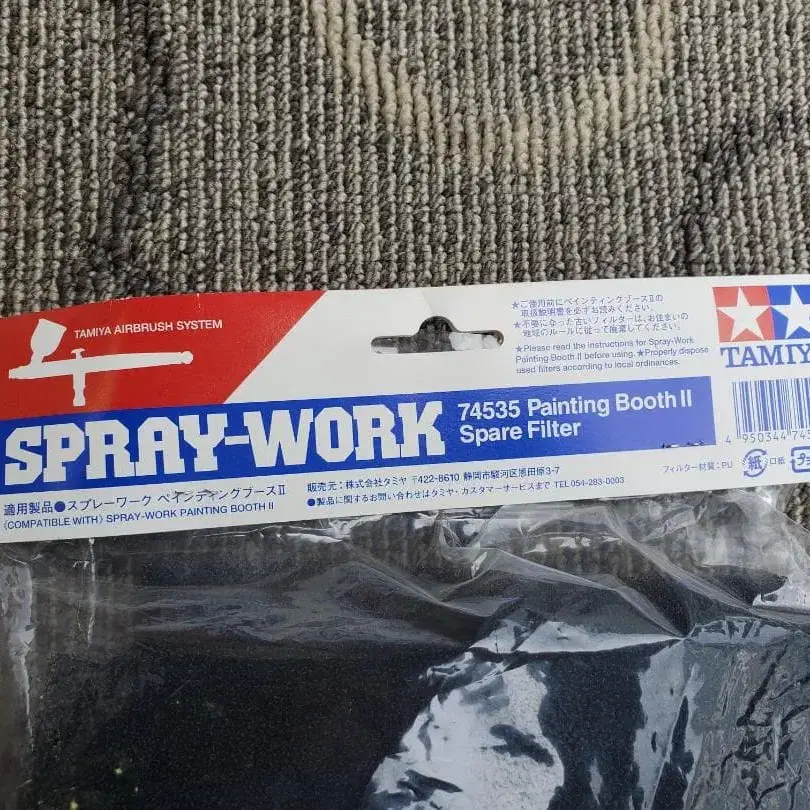 TAMIYA AIRBRUSH SYSTEM
SPRAY-WORK
74535 Painting Booth II
Spare Filter
★ご使用前にペインティングブースⅡの
取扱説明書を必ずお読みください。
★不要になった古いフィルターは、お住まいの
地域のルールに従って廃棄してください。
★Please read the instructions for Spray-Work
Painting Booth II before using. ★Properly dispose
used filters according to local ordinances.
TAMIY
4 950344 745
適用製品●スプレーワーク ペインティングブースⅡ
(COMPATIBLE WITH) SPRAY-WORK PAINTING BOOTH II
販売元:株式会社タミヤ 〒422-8610 静岡市駿河区恩田原3-7
●製品に関するお問い合わせはタミヤ・カスタマーサービスまで TEL 054-283-0003
フィルター材質:PU
紙 口紙 プラ